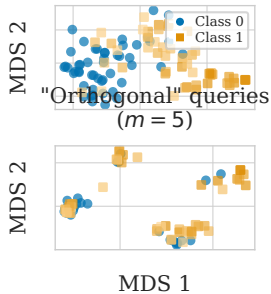 MDS 2
Class 0
Class 1
"Orthogonal" queries
(m = 5)
MDS 2
MDS 1